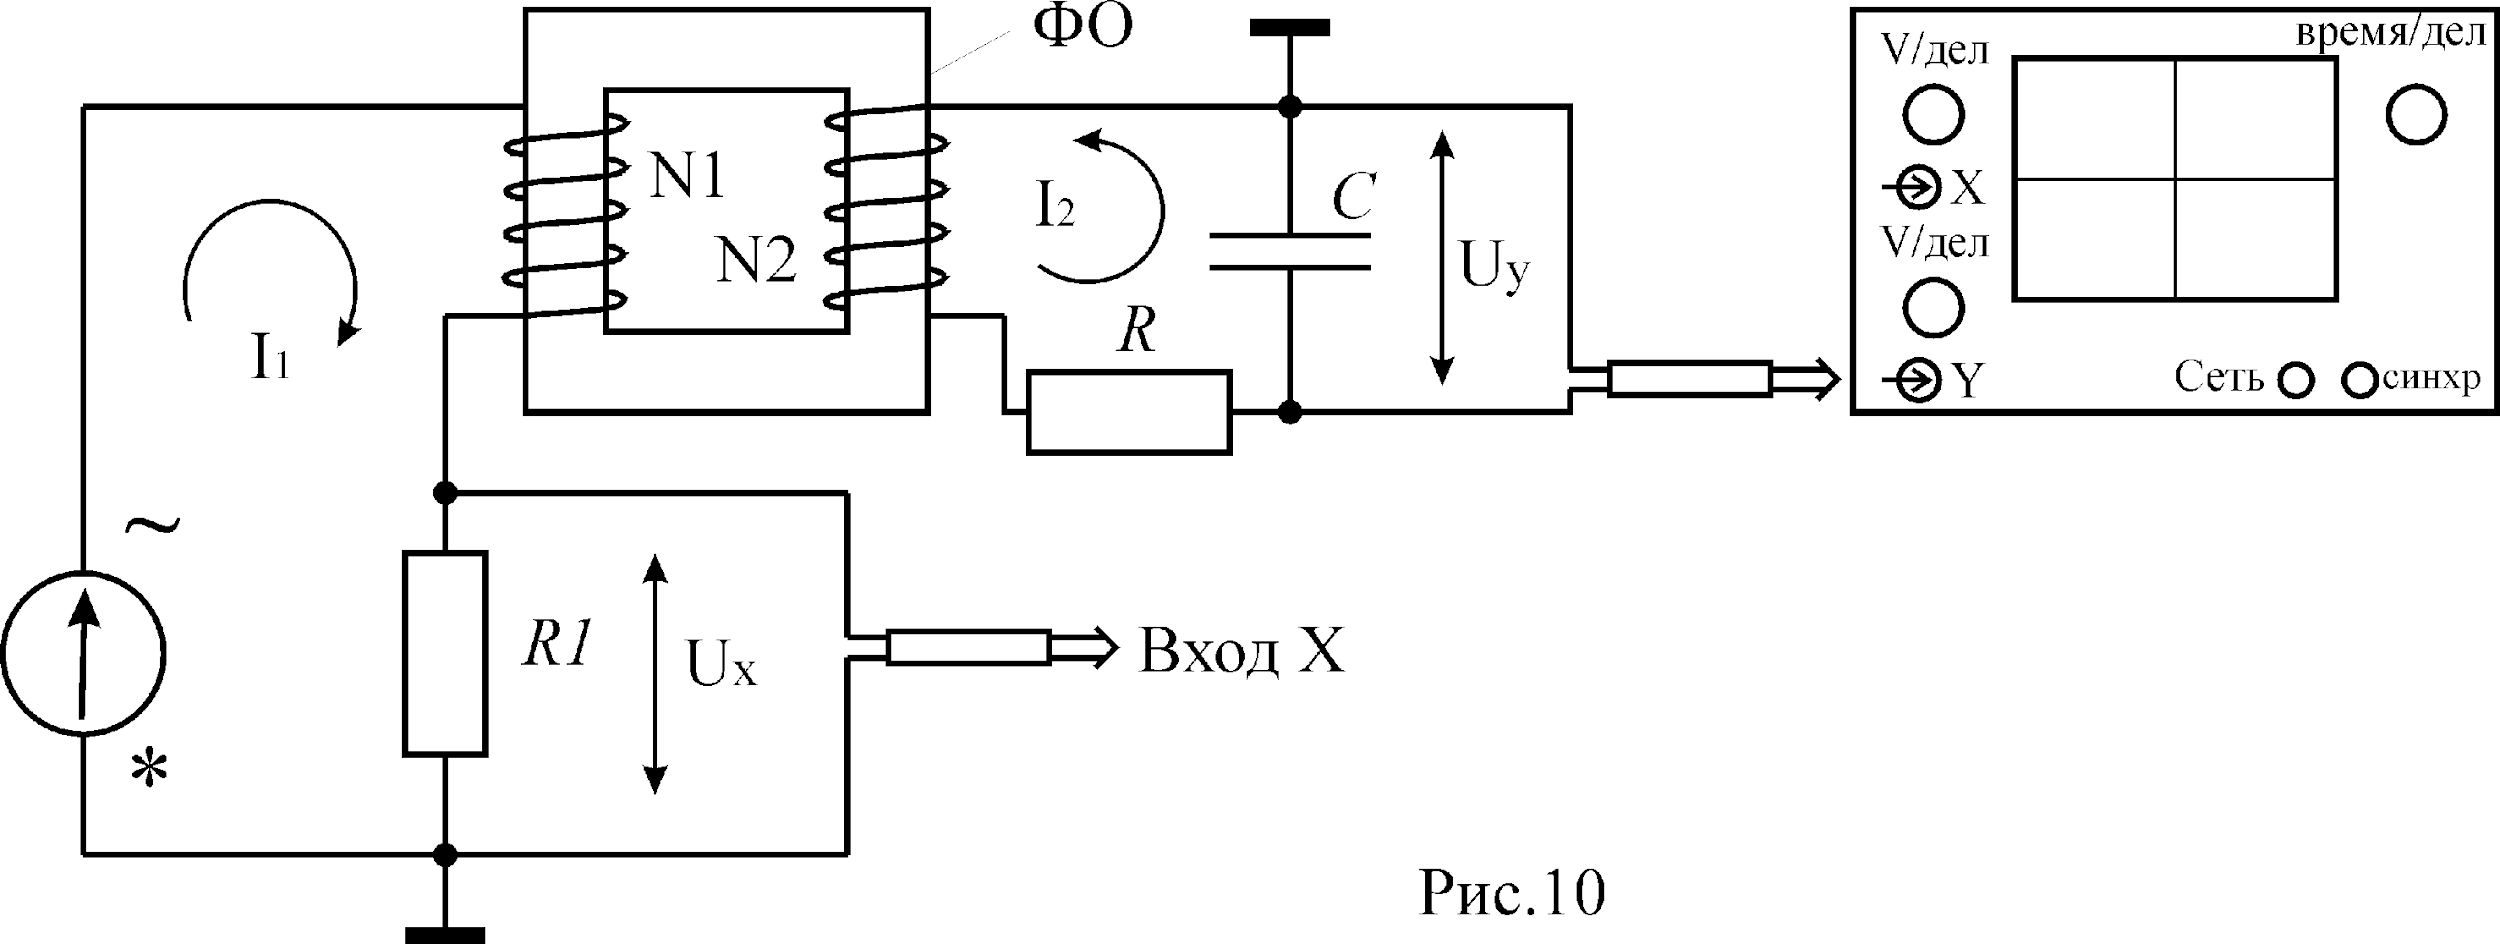 ФО
N1
N2
I1
I2
C
R
Uy
V/дел
X
V/дел
Y
время/дел
Сеть
синхр
~
R1
Ux
Вход X
*
Рис.10